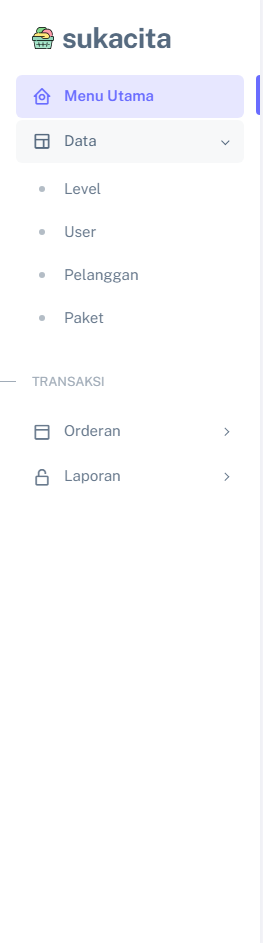 sukacita
Menu Utama
Data
Level
User
Pelanggan
Paket
TRANSAKSI
Orderan
Laporan